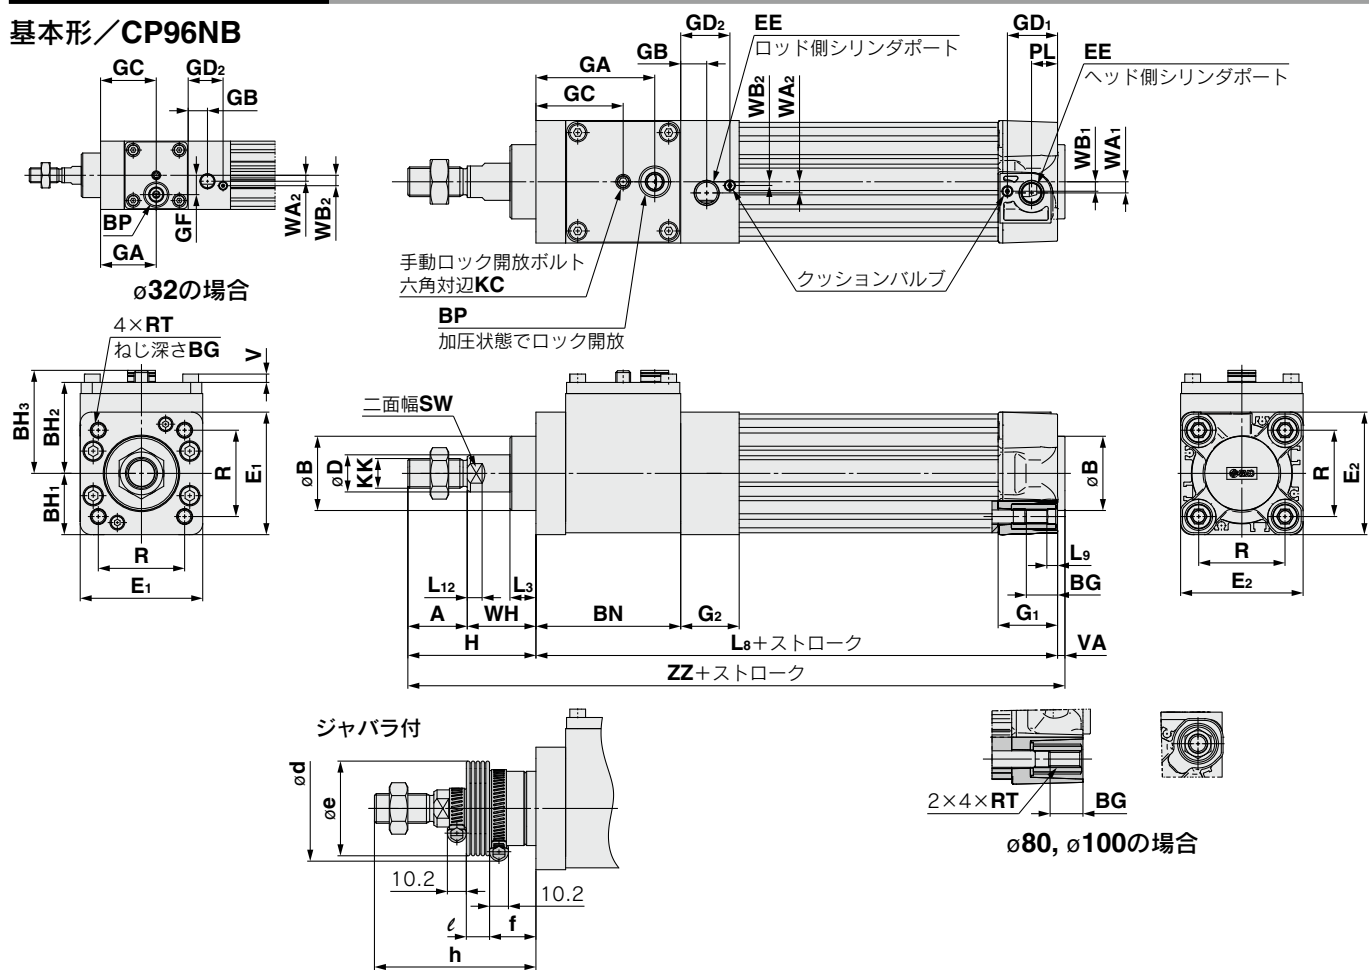 基本形／CP96NB
GC
GD2
GB
BP
GF
GA
WA2
WB2
ø32の場合
GD2
EE
ロッド側シリンダポート
GB
GA
GC
WB2
WA2
GD1
PL
EE
ヘッド側シリンダポート
WB1
WA1
手動ロック開放ボルト
六角対辺KC
BP
加圧状態でロック開放
クッションバルブ
4×RT
ねじ深さBG
V
BH3
BH2
BH1
R
E1
R
E1
二面幅SW
øB
øD
KK
øB
L12
L3
L9
BG
A
WH
BN
G2
G1
H
L8+ストローク
VA
ZZ+ストローク
R
E2
R
E2
ジャバラ付
ød
øe
10.2
10.2
ℓ
f
h
2×4×RT
BG
ø80, ø100の場合